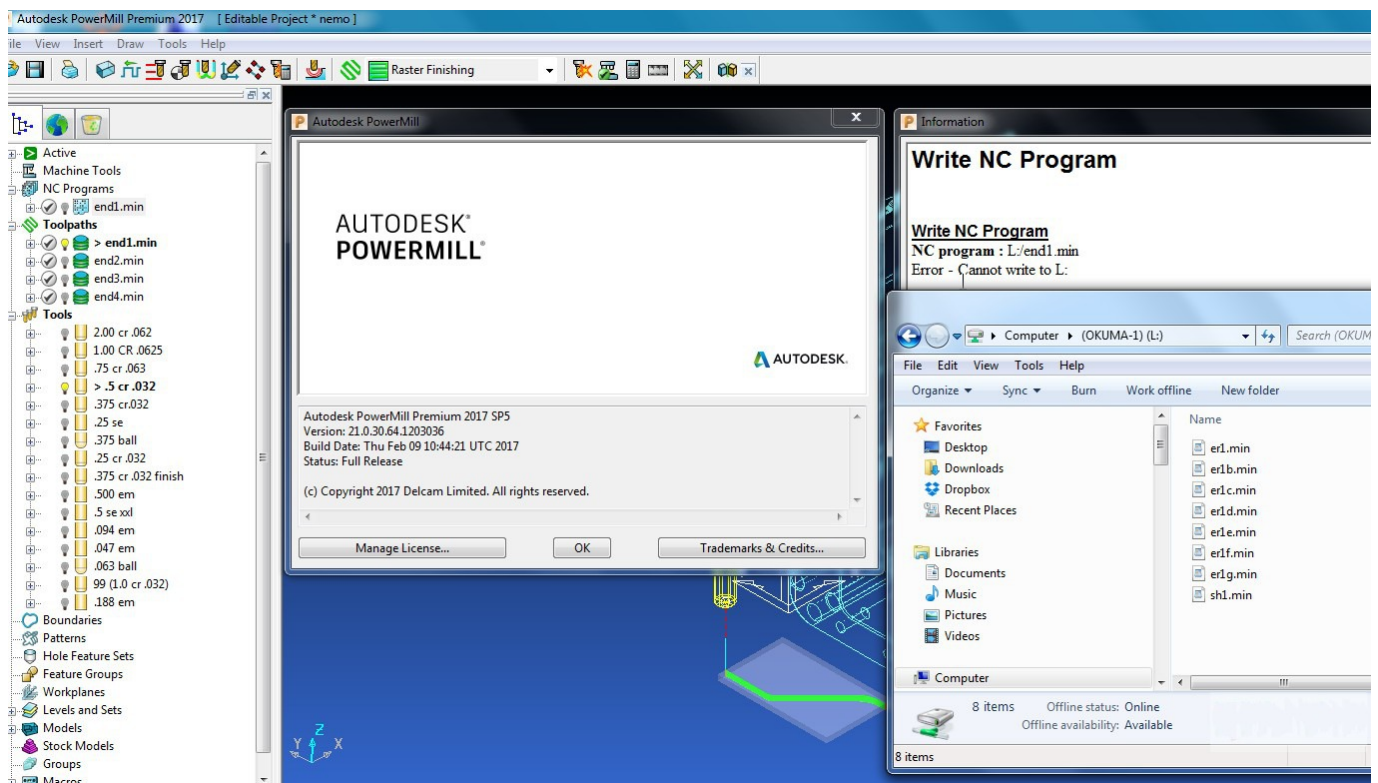 Autodesk PowerMill Premium 2017 [ Editable Project * nemo ]
ile View Insert Draw Tools Help
Raster Finishing
Active
Machine Tools
NC Programs
end1.min
Toolpaths
> end1.min
end2.min
end3.min
end4.min
Tools
2.00 cr .062
1.00 CR .0625
.75 cr .063
> .5 cr .032
.375 cr.032
.25 se
.375 ball
.25 cr .032
.375 cr .032 finish
.500 em
.5 se xxl
.094 em
.047 em
.063 ball
99 (1.0 cr .032)
.188 em
Boundaries
Patterns
Hole Feature Sets
Feature Groups
Workplanes
Levels and Sets
Models
Stock Models
Groups
Macros
Autodesk PowerMill
X
AUTODESK®
POWERMILL®
AUTODESK.
Autodesk PowerMill Premium 2017 SP5
Version: 21.0.30.64.1203036
Build Date: Thu Feb 09 10:44:21 UTC 2017
Status: Full Release
(c) Copyright 2017 Delcam Limited. All rights reserved.
Manage License... OK Trademarks & Credits...
Z
Y X
Information
Write NC Program
Write NC Program
NC program : L:/end1.min
Error - Cannot write to L:
Computer (OKUMA-1) (L:) Search (OKUM
File Edit View Tools Help
Organize Sync Burn Work offline New folder
Favorites
Desktop
Downloads
Dropbox
Recent Places
Libraries
Documents
Music
Pictures
Videos
Computer
Name
er1.min
er1b.min
er1c.min
er1d.min
er1e.min
er1f.min
er1g.min
sh1.min
8 items Offline status: Online
Offline availability: Available
8 items